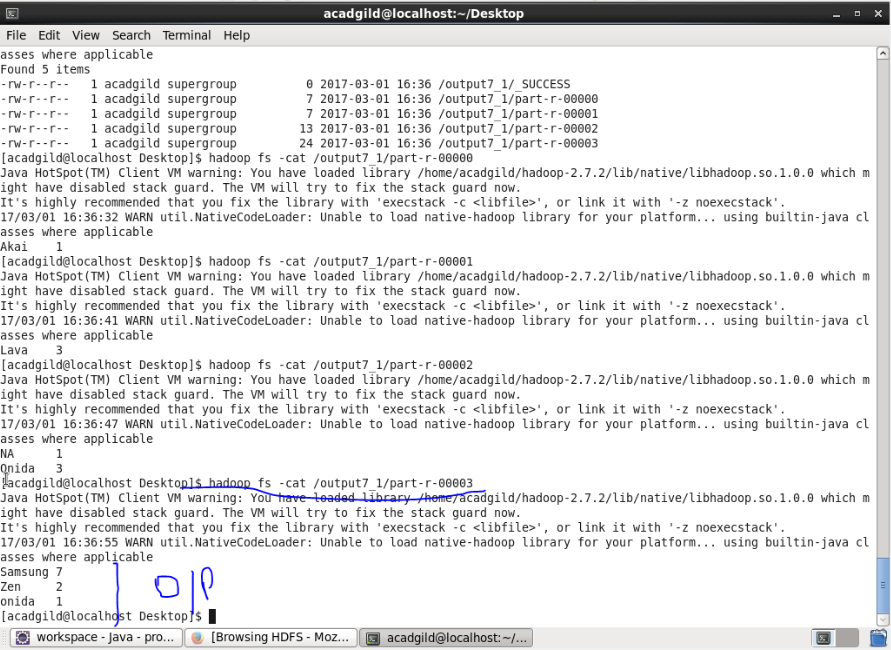 acadgild@localhost:~/Desktop
File Edit View Search Terminal Help
asses where applicable
Found 5 items
-rw-r--r-- 1 acadgild supergroup 0 2017-03-01 16:36 /output7_1/_SUCCESS
-rw-r--r-- 1 acadgild supergroup 7 2017-03-01 16:36 /output7_1/part-r-00000
-rw-r--r-- 1 acadgild supergroup 7 2017-03-01 16:36 /output7_1/part-r-00001
-rw-r--r-- 1 acadgild supergroup 13 2017-03-01 16:36 /output7_1/part-r-00002
-rw-r--r-- 1 acadgild supergroup 24 2017-03-01 16:36 /output7_1/part-r-00003
[acadgild@localhost Desktop]$ hadoop fs -cat /output7_1/part-r-00000
Java HotSpot(TM) Client VM warning: You have loaded library /home/acadgild/hadoop-2.7.2/lib/native/libhadoop.so.1.0.0 which m
ight have disabled stack guard. The VM will try to fix the stack guard now.
It's highly recommended that you fix the library with 'execstack -c <libfile>', or link it with '-z noexecstack'.
17/03/01 16:36:32 WARN util.NativeCodeLoader: Unable to load native-hadoop library for your platform... using builtin-java cl
asses where applicable
Akai 1
[acadgild@localhost Desktop]$ hadoop fs -cat /output7_1/part-r-00001
Java HotSpot(TM) Client VM warning: You have loaded library /home/acadgild/hadoop-2.7.2/lib/native/libhadoop.so.1.0.0 which m
ight have disabled stack guard. The VM will try to fix the stack guard now.
It's highly recommended that you fix the library with 'execstack -c <libfile>', or link it with '-z noexecstack'.
17/03/01 16:36:41 WARN util.NativeCodeLoader: Unable to load native-hadoop library for your platform... using builtin-java cl
asses where applicable
Lava 3
[acadgild@localhost Desktop]$ hadoop fs -cat /output7_1/part-r-00002
Java HotSpot(TM) Client VM warning: You have loaded library /home/acadgild/hadoop-2.7.2/lib/native/libhadoop.so.1.0.0 which m
ight have disabled stack guard. The VM will try to fix the stack guard now.
It's highly recommended that you fix the library with 'execstack -c <libfile>', or link it with '-z noexecstack'.
17/03/01 16:36:47 WARN util.NativeCodeLoader: Unable to load native-hadoop library for your platform... using builtin-java cl
asses where applicable
NA 1
Onida 3
[acadgild@localhost Desktop]$ hadoop fs -cat /output7_1/part-r-00003
Java HotSpot(TM) Client VM warning: You have loaded library /home/acadgild/hadoop-2.7.2/lib/native/libhadoop.so.1.0.0 which m
ight have disabled stack guard. The VM will try to fix the stack guard now.
It's highly recommended that you fix the library with 'execstack -c <libfile>', or link it with '-z noexecstack'.
17/03/01 16:36:55 WARN util.NativeCodeLoader: Unable to load native-hadoop library for your platform... using builtin-java cl
asses where applicable
Samsung 7
Zen 2
onida 1
O|P
[acadgild@localhost Desktop]$
workspace - Java - pro... [Browsing HDFS - Moz... acadgild@localhost:~/...